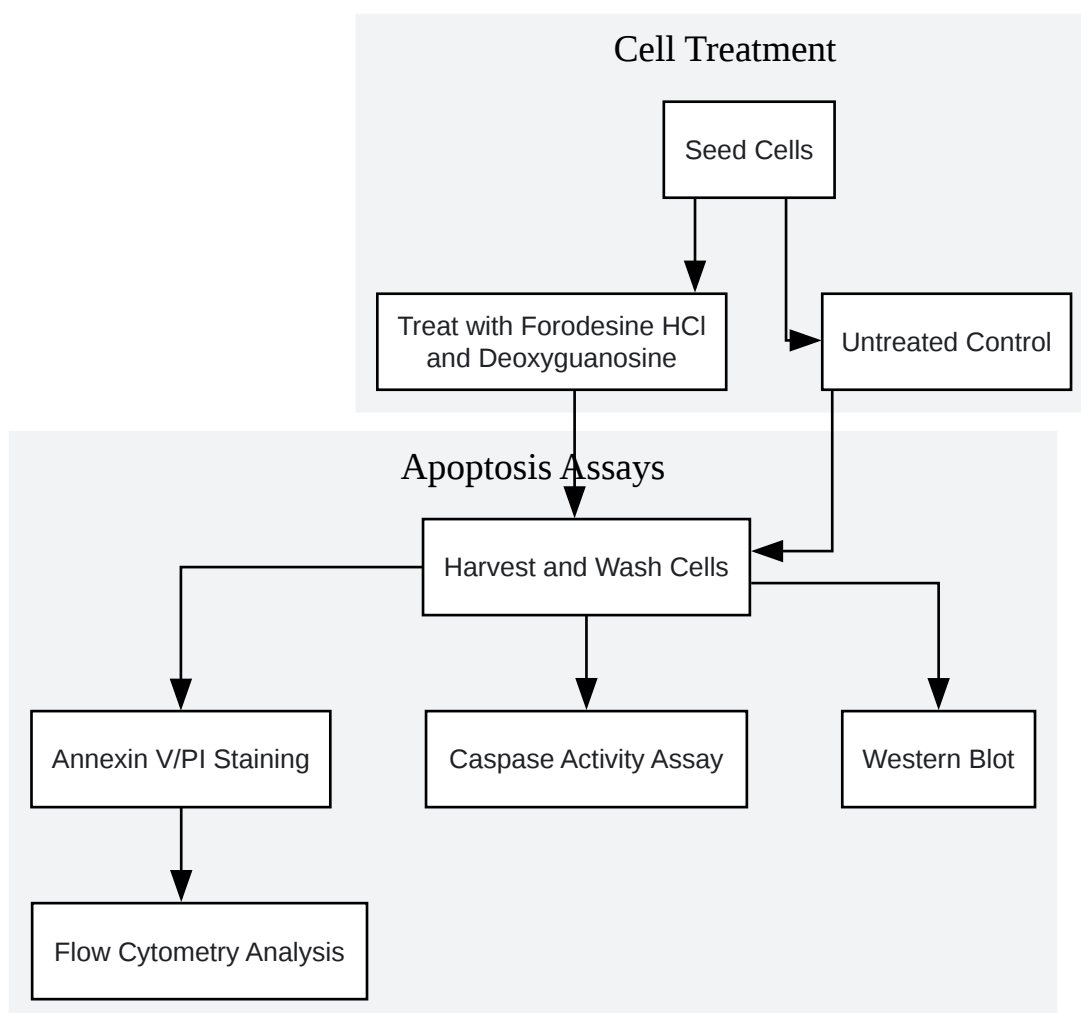 Cell Treatment
Seed Cells
Treat with Forodesine HCl
and Deoxyguanosine
Untreated Control
Apoptosis Assays
Harvest and Wash Cells
Annexin V/PI Staining
Caspase Activity Assay
Western Blot
Flow Cytometry Analysis